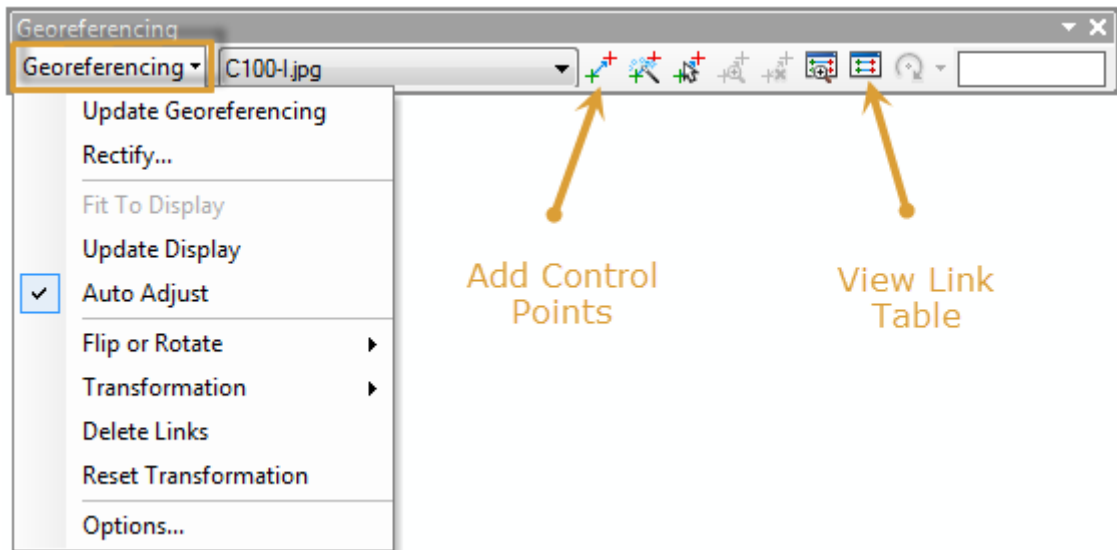 Georeferencing
Georeferencing C100-I.jpg
Update Georeferencing
Rectify...
Fit To Display
Update Display
Auto Adjust
Flip or Rotate
Transformation
Delete Links
Reset Transformation
Options...
Add Control
Points
View Link
Table